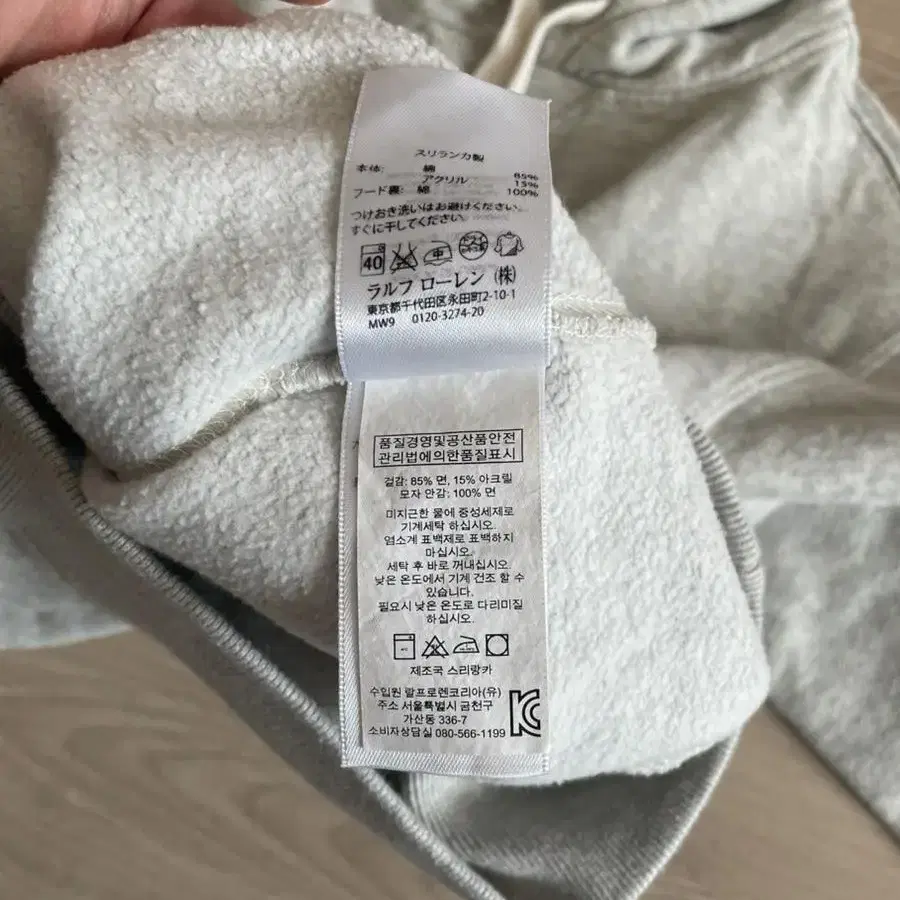 スリランカ製
本体: 綿 85%
アクリル 15%
フード裏: 綿 100%
つけおき洗いはお避けください。
すぐに干してください。
40 中
ラルフ ローレン (株)
東京都千代田区永田町2-10-1
MW9 0120-3274-20
품질경영및공산품안전
관리법에의한품질표시
겉감: 85% 면, 15% 아크릴
모자 안감: 100% 면
미지근한 물에 중성세제로
기계세탁 하십시오.
염소계 표백제로 표백하지
마십시오.
세탁 후 바로 꺼내십시오.
낮은 온도에서 기계 건조 할 수
있습니다.
필요시 낮은 온도로 다리미질
하십시오.
제조국 스리랑카
수입원 랄프로렌코리아(유)
주소 서울특별시 금천구
가산동 336-7
소비자상담실 080-566-1199